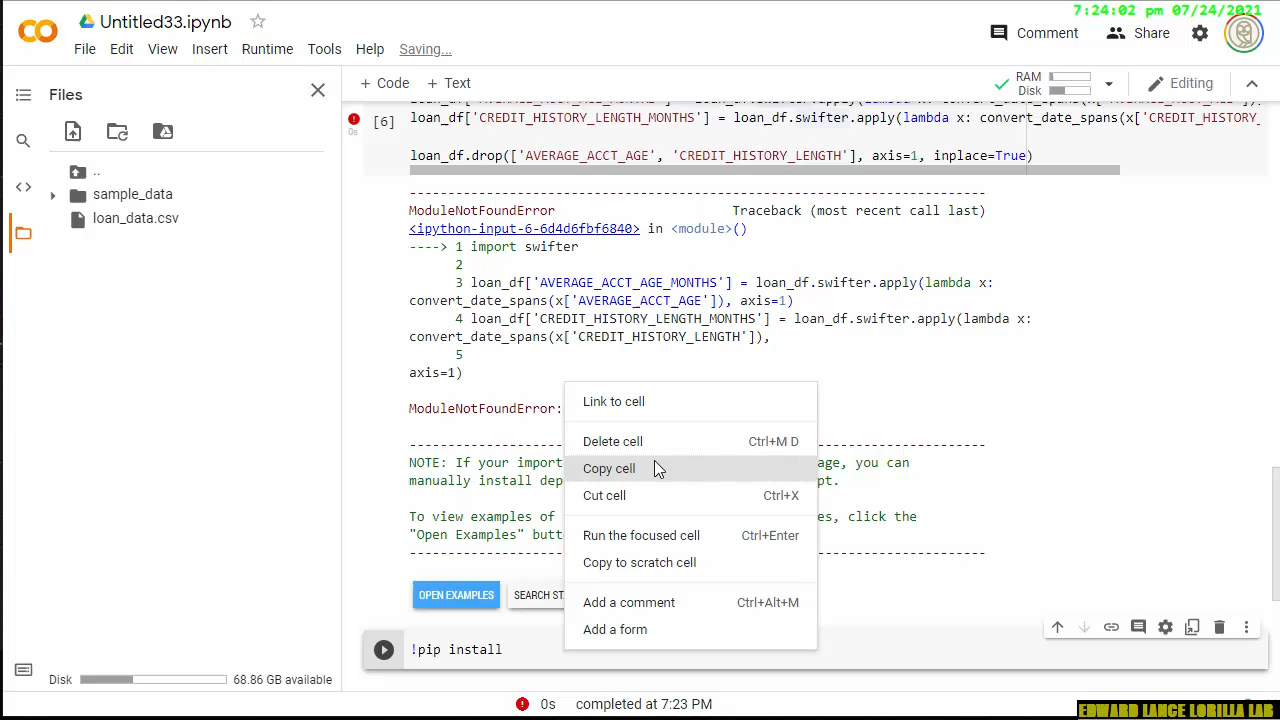 7:24:02 pm 07/24/2021
Untitled33.ipynb
File Edit View Insert Runtime Tools Help Saving...
Comment Share
Files
+ Code + Text
RAM
Disk
Editing
..
sample_data
loan_data.csv
[6]
0s
loan_df['CREDIT_HISTORY_LENGTH_MONTHS'] = loan_df.swifter.apply(lambda x: convert_date_spans(x['CREDIT_HISTORY_
loan_df.drop(['AVERAGE_ACCT_AGE', 'CREDIT_HISTORY_LENGTH'], axis=1, inplace=True)
---------------------------------------------------------------------------
ModuleNotFoundError Traceback (most recent call last)
<ipython-input-6-6d4d6fbf6840> in <module>()
----> 1 import swifter
2
3 loan_df['AVERAGE_ACCT_AGE_MONTHS'] = loan_df.swifter.apply(lambda x:
convert_date_spans(x['AVERAGE_ACCT_AGE']), axis=1)
4 loan_df['CREDIT_HISTORY_LENGTH_MONTHS'] = loan_df.swifter.apply(lambda x:
convert_date_spans(x['CREDIT_HISTORY_LENGTH']),
5
axis=1)
ModuleNotFoundError:
---------------------------------------------------------------------------
NOTE: If your import age, you can
manually install dep pt.
To view examples of es, click the
"Open Examples" butt
---------------------------------------------------------------------------
OPEN EXAMPLES SEARCH ST
Link to cell
Delete cell Ctrl+M D
Copy cell
Cut cell Ctrl+X
Run the focused cell Ctrl+Enter
Copy to scratch cell
Add a comment Ctrl+Alt+M
Add a form
!pip install
Disk 68.86 GB available
0s completed at 7:23 PM
EDWARD LANCE LORILLA LAB